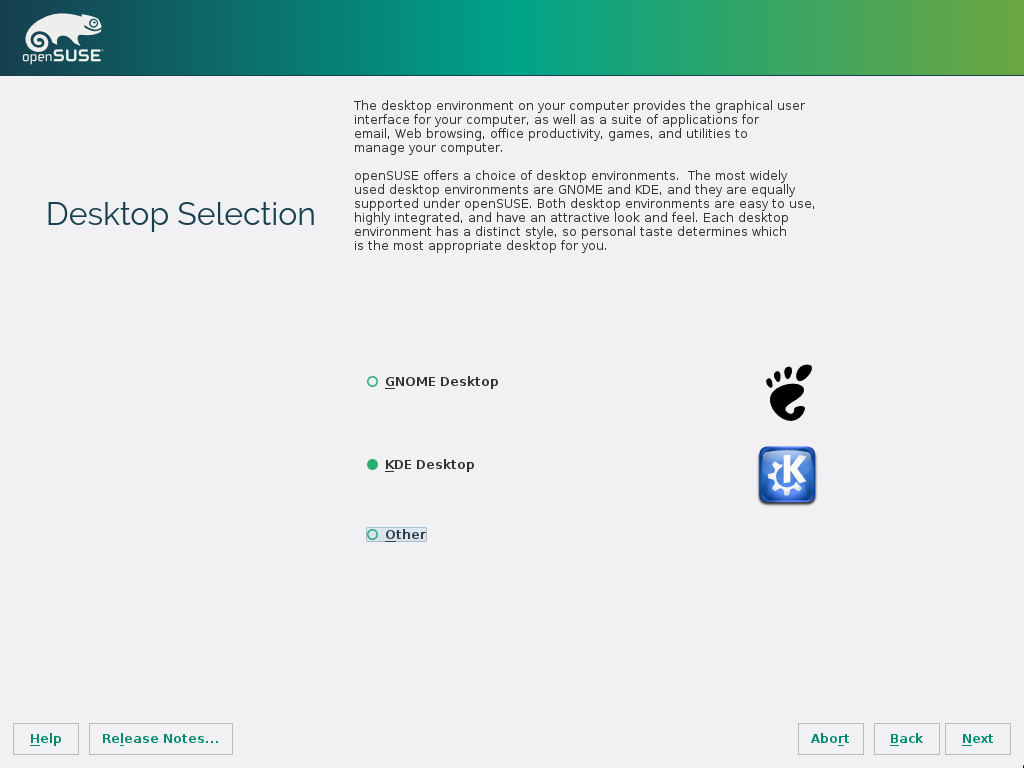 openSUSE
The desktop environment on your computer provides the graphical user
interface for your computer, as well as a suite of applications for
email, Web browsing, office productivity, games, and utilities to
manage your computer.
openSUSE offers a choice of desktop environments.  The most widely
used desktop environments are GNOME and KDE, and they are equally
supported under openSUSE. Both desktop environments are easy to use,
highly integrated, and have an attractive look and feel. Each desktop
environment has a distinct style, so personal taste determines which
is the most appropriate desktop for you.
Desktop Selection
GNOME Desktop
KDE Desktop
K
Other
Help
Release Notes...
Abort
Back
Next